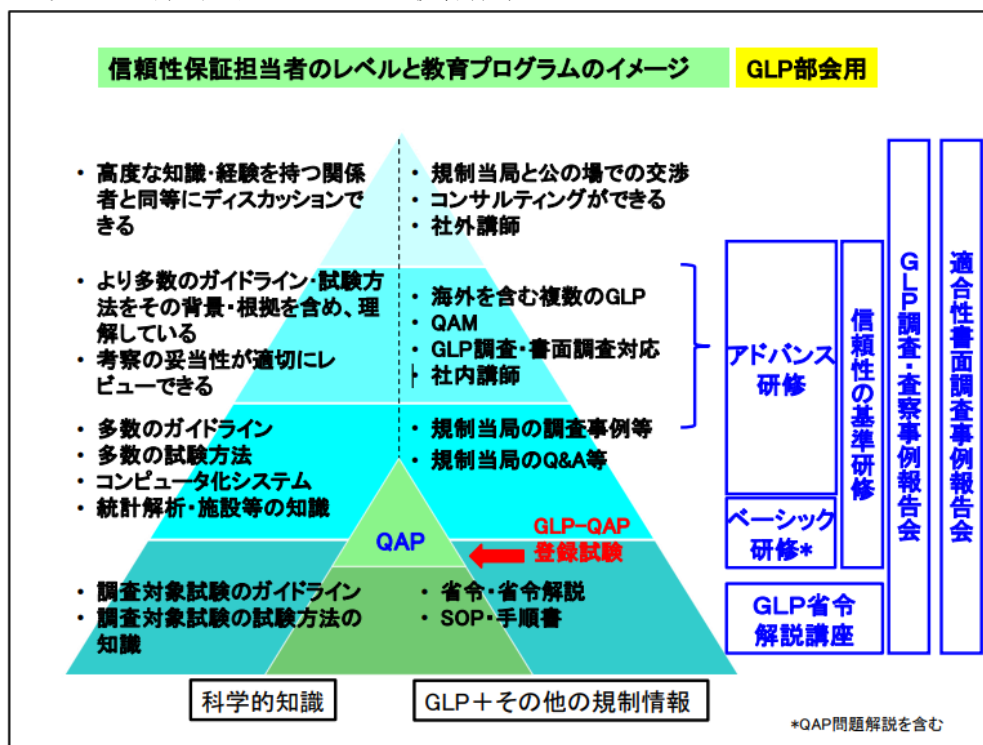 信頼性保証担当者のレベルと教育プログラムのイメージ
GLP部会用
・ 高度な知識・経験を持つ関係
者と同等にディスカッションで
きる
・ 規制当局と公の場での交渉
・ コンサルティングができる
・ 社外講師
・ より多数のガイドライン・試験方
法をその背景・根拠を含め、理
解している
・ 考察の妥当性が適切にレ
ビューできる
・ 海外を含む複数のGLP
・ QAM
・ GLP調査・書面調査対応
・ 社内講師
・ 多数のガイドライン
・ 多数の試験方法
・ コンピュータ化システム
・ 統計解析・施設等の知識
・ 規制当局の調査事例等
・ 規制当局のQ&A等
QAP
GLP-QAP
登録試験
・ 調査対象試験のガイドライン
・ 調査対象試験の試験方法の
知識
・ 省令・省令解説
・ SOP・手順書
科学的知識
GLP＋その他の規制情報
アドバンス
研修
ベーシック
研修*
GLP省令
解説講座
信頼性の基準研修
GLP調査・査察事例報告会
適合性書面調査事例報告会
*QAP問題解説を含む